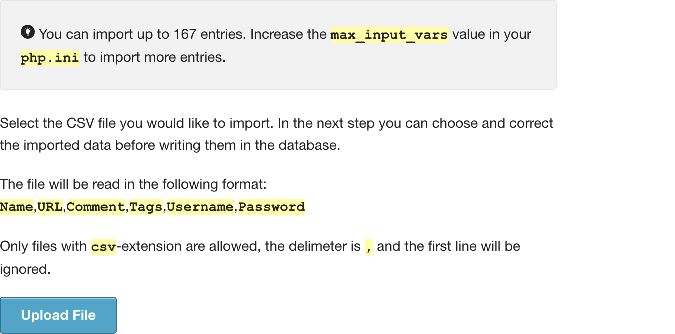 You can import up to 167 entries. Increase the max_input_vars value in your
php.ini to import more entries.
Select the CSV file you would like to import. In the next step you can choose and correct
the imported data before writing them in the database.
The file will be read in the following format:
Name,URL,Comment,Tags,Username,Password
Only files with csv-extension are allowed, the delimeter is , and the first line will be
ignored.
Upload File